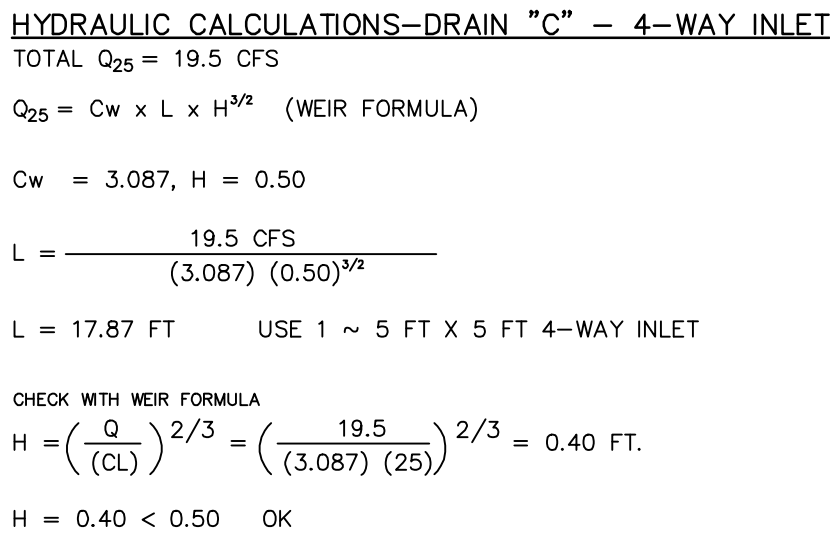 HYDRAULIC CALCULATIONS–DRAIN "C" – 4–WAY INLET
TOTAL Q25 = 19.5 CFS
Q25 = Cw x L x H^3/2 (WEIR FORMULA)
Cw = 3.087, H = 0.50
19.5 CFS
L =
(3.087) (0.50)^3/2
L = 17.87 FT USE 1 ~ 5 FT X 5 FT 4–WAY INLET
CHECK WITH WEIR FORMULA
H = (Q/(CL))^2/3 = (19.5/(3.087) (25))^2/3 = 0.40 FT.
H = 0.40 < 0.50 OK